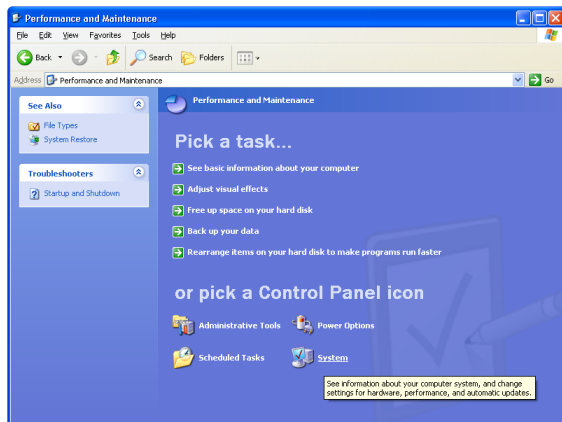 Performance and Maintenance
File Edit View Favorites Tools Help
Back Search Folders
Address Performance and Maintenance Go
See Also
File Types
System Restore
Troubleshooters
Startup and Shutdown
Performance and Maintenance
Pick a task...
See basic information about your computer
Adjust visual effects
Free up space on your hard disk
Back up your data
Rearrange items on your hard disk to make programs run faster
or pick a Control Panel icon
Administrative Tools Power Options
Scheduled Tasks System
See information about your computer system, and change
settings for hardware, performance, and automatic updates.